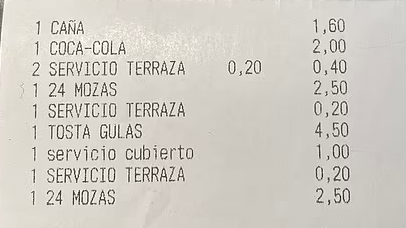 1 CAÑA 1,60
1 COCA-COLA 2,00
2 SERVICIO TERRAZA 0,20 0,40
1 24 MOZAS 2,50
1 SERVICIO TERRAZA 0,20
1 TOSTA GULAS 4,50
1 servicio cubierto 1,00
1 SERVICIO TERRAZA 0,20
1 24 MOZAS 2,50